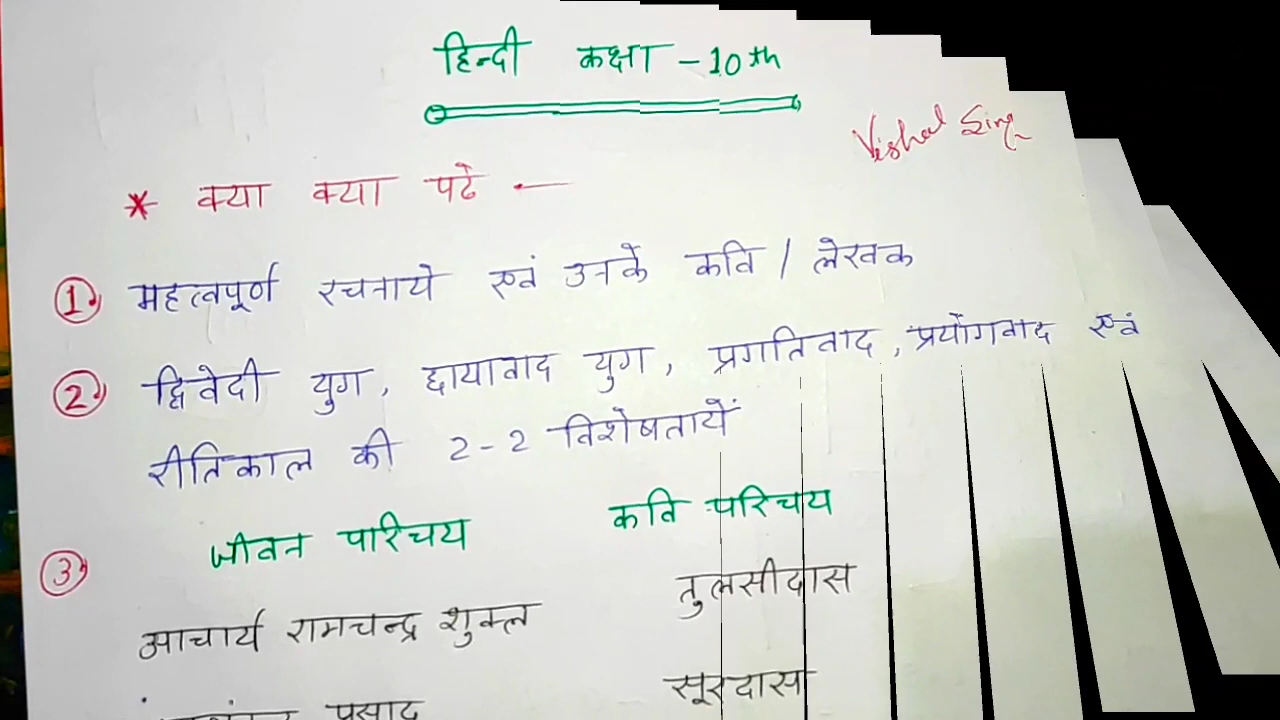 हिन्दी कक्षा - 10th
Vishal Singh
* क्या क्या पढे -
① महत्वपूर्ण रचनाये एवं उनके कवि / लेखक
② द्विवेदी युग, छायावाद युग, प्रगतिवाद, प्रयोगवाद एवं
रीतिकाल की 2-2 विशेषतायें
③ जीवन परिचय कवि परिचय
आचार्य रामचन्द्र शुक्ल तुलसीदास
प्रसाद सूरदास